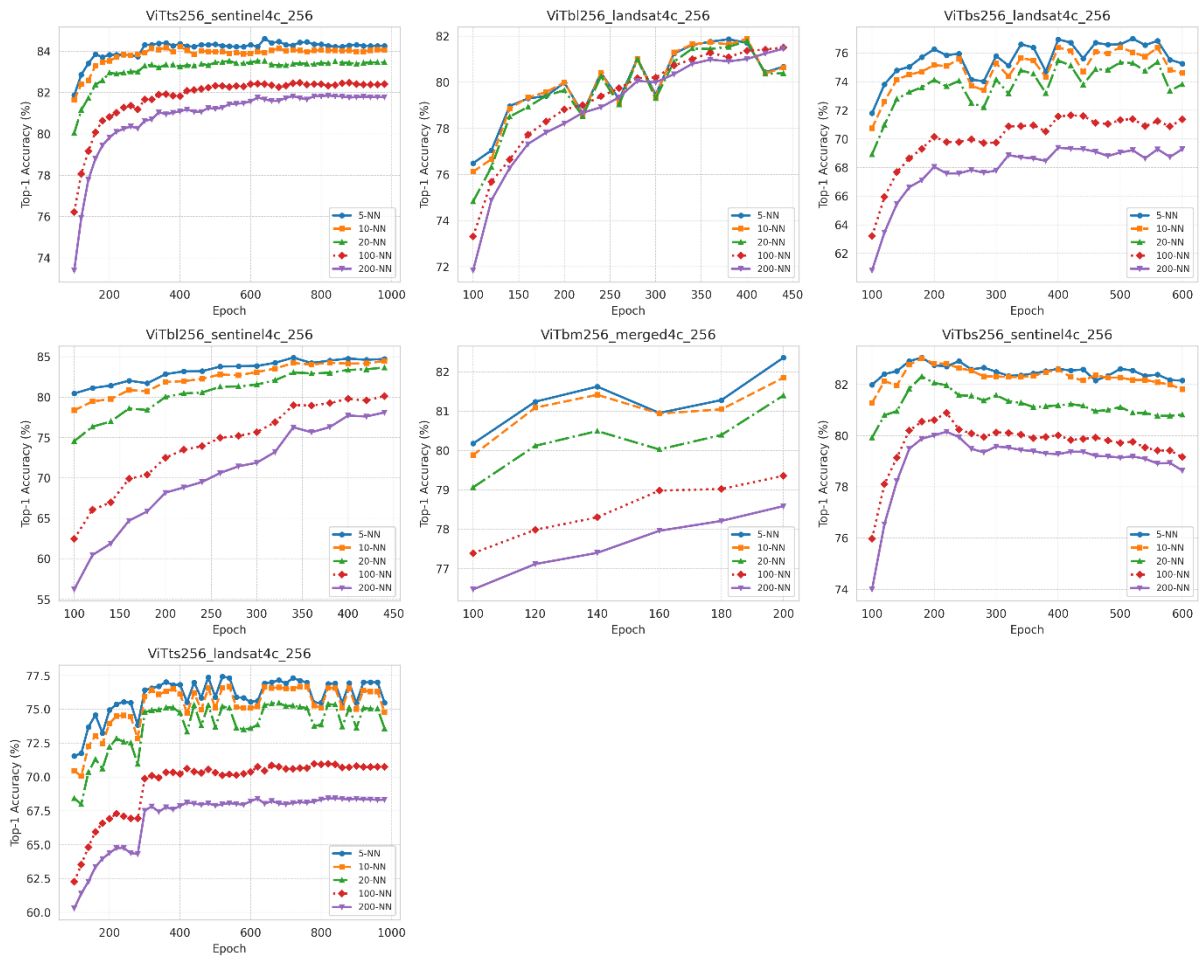 ViTts256_sentinel4c_256
Top-1 Accuracy (%)
84
82
80
78
76
74
200 400 600 800 1000
Epoch
5-NN
10-NN
20-NN
100-NN
200-NN
ViTbl256_landsat4c_256
Top-1 Accuracy (%)
82
80
78
76
74
72
100 150 200 250 300 350 400 450
Epoch
5-NN
10-NN
20-NN
100-NN
200-NN
ViTbs256_landsat4c_256
Top-1 Accuracy (%)
76
74
72
70
68
66
64
62
100 200 300 400 500 600
Epoch
5-NN
10-NN
20-NN
100-NN
200-NN
ViTbl256_sentinel4c_256
Top-1 Accuracy (%)
85
80
75
70
65
60
55
100 150 200 250 300 350 400 450
Epoch
5-NN
10-NN
20-NN
100-NN
200-NN
ViTbm256_merged4c_256
Top-1 Accuracy (%)
82
81
80
79
78
77
100 120 140 160 180 200
Epoch
5-NN
10-NN
20-NN
100-NN
200-NN
ViTbs256_sentinel4c_256
Top-1 Accuracy (%)
82
80
78
76
74
100 200 300 400 500 600
Epoch
5-NN
10-NN
20-NN
100-NN
200-NN
ViTts256_landsat4c_256
Top-1 Accuracy (%)
77.5
75.0
72.5
70.0
67.5
65.0
62.5
60.0
200 400 600 800 1000
Epoch
5-NN
10-NN
20-NN
100-NN
200-NN